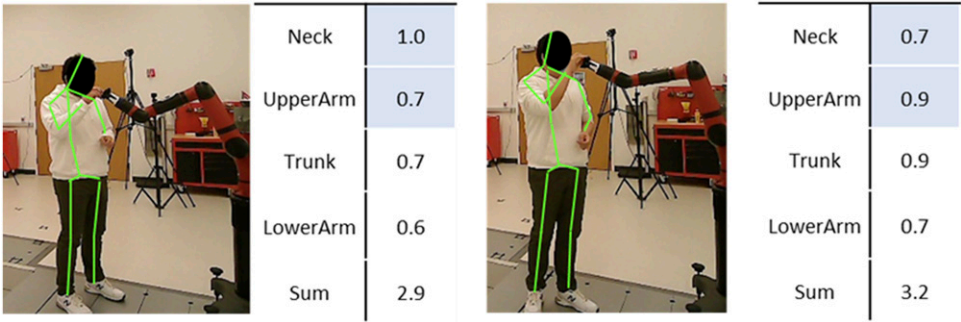 Neck 1.0
UpperArm 0.7
Trunk 0.7
LowerArm 0.6
Sum 2.9
Neck 0.7
UpperArm 0.9
Trunk 0.9
LowerArm 0.7
Sum 3.2